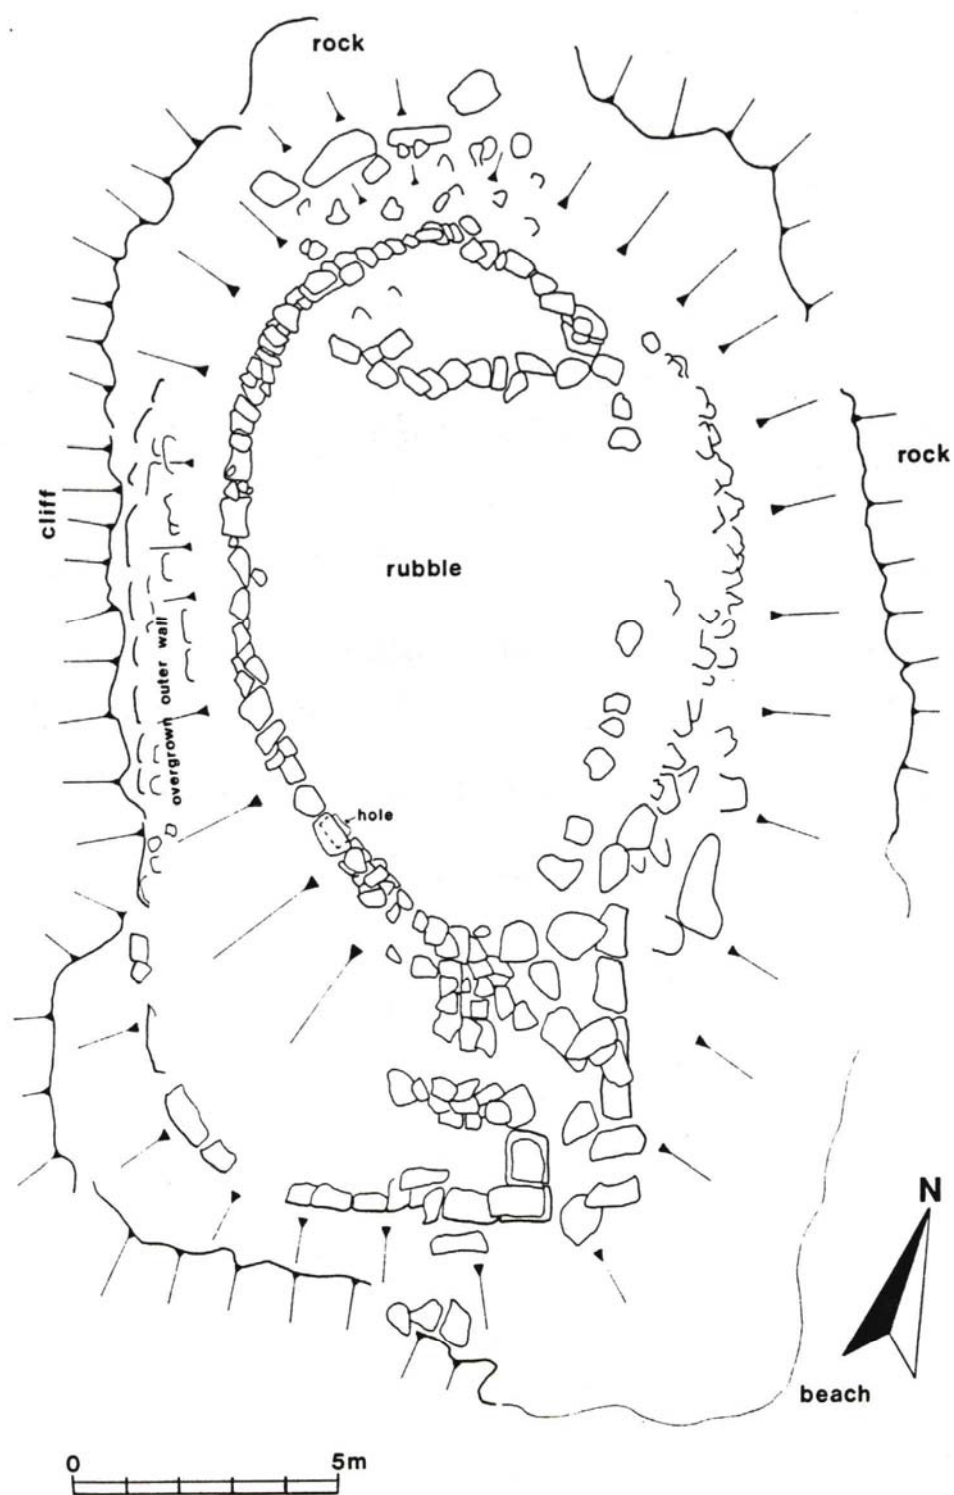 rock
rock
cliff
rubble
overgrown outer wall
hole
N
beach
0 5m